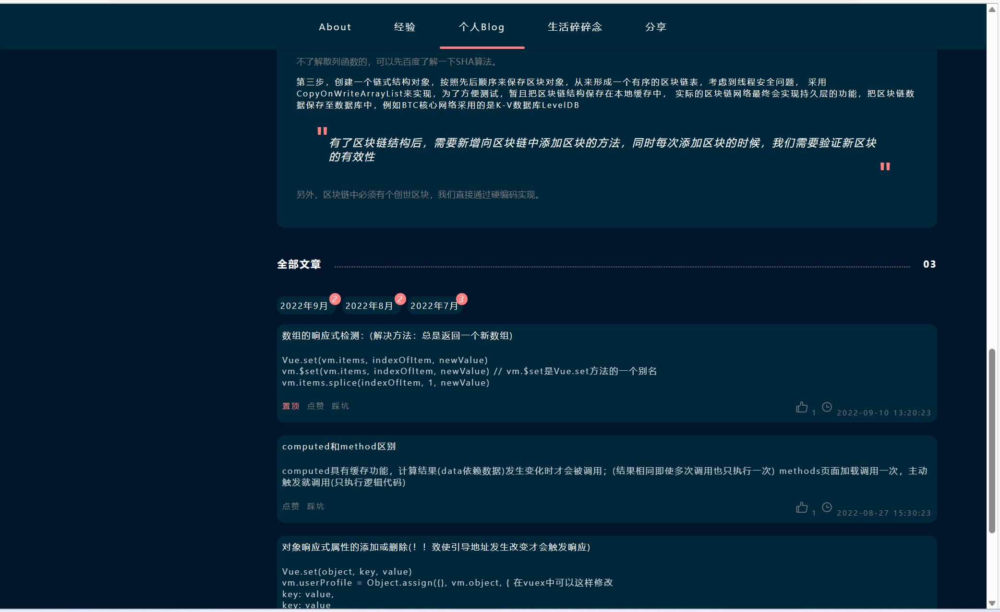 About 经验 个人Blog 生活碎碎念 分享
不了解散列函数的，可以先百度了解一下SHA算法。
第三步，创建一个链式结构对象，按照先后顺序来保存区块对象，从来形成一个有序的区块链表，考虑到线程安全问题， 采用
CopyOnWriteArrayList来实现，为了方便测试，暂且把区块链结构保存在本地缓存中， 实际的区块链网络最终会实现持久层的功能，把区块链数
据保存至数据库中，例如BTC核心网络采用的是K-V数据库LevelDB
"
有了区块链结构后，需要新增向区块链中添加区块的方法，同时每次添加区块的时候，我们需要验证新区块
的有效性
"
另外，区块链中必须有个创世区块，我们直接通过硬编码实现。
全部文章 03
2022年9月 2 2022年8月 2 2022年7月 3
数组的响应式检测：(解决方法：总是返回一个新数组)
Vue.set(vm.items, indexOfItem, newValue)
vm.$set(vm.items, indexOfItem, newValue) // vm.$set是Vue.set方法的一个别名
vm.items.splice(indexOfItem, 1, newValue)
置顶 点赞 踩坑 1 2022-09-10 13:20:23
computed和method区别
computed具有缓存功能，计算结果(data依赖数据)发生变化时才会被调用；(结果相同即使多次调用也只执行一次) methods页面加载调用一次，主动
触发就调用(只执行逻辑代码)
点赞 踩坑 1 2022-08-27 15:30:23
对象响应式属性的添加或删除(！！致使引导地址发生改变才会触发响应)
Vue.set(object, key, value)
vm.userProfile = Object.assign({}, vm.object, { 在vuex中可以这样修改
key: value,
key: value